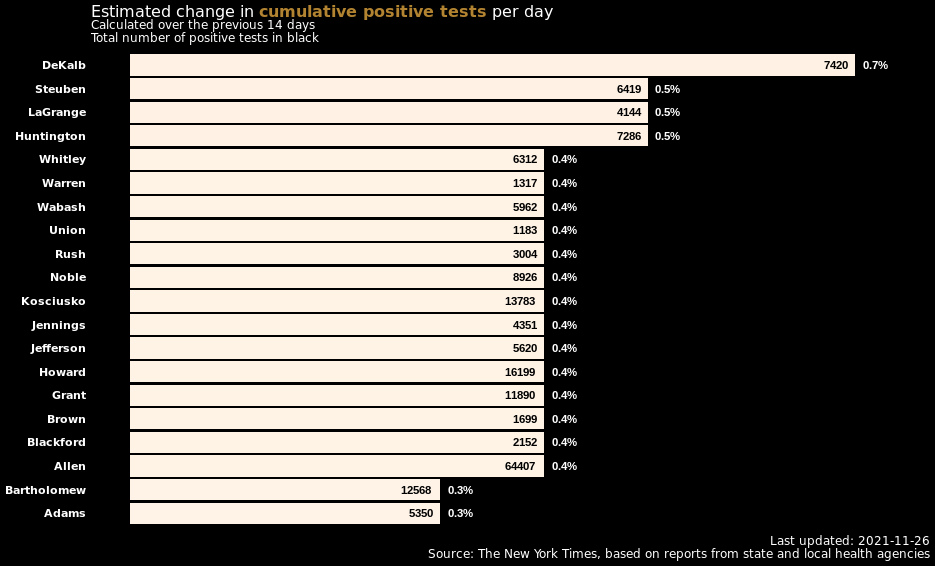 Estimated change in cumulative positive tests per day
Calculated over the previous 14 days
Total number of positive tests in black
DeKalb 7420 0.7%
Steuben 6419 0.5%
LaGrange 4144 0.5%
Huntington 7286 0.5%
Whitley 6312 0.4%
Warren 1317 0.4%
Wabash 5962 0.4%
Union 1183 0.4%
Rush 3004 0.4%
Noble 8926 0.4%
Kosciusko 13783 0.4%
Jennings 4351 0.4%
Jefferson 5620 0.4%
Howard 16199 0.4%
Grant 11890 0.4%
Brown 1699 0.4%
Blackford 2152 0.4%
Allen 64407 0.4%
Bartholomew 12568 0.3%
Adams 5350 0.3%
Last updated: 2021-11-26
Source: The New York Times, based on reports from state and local health agencies